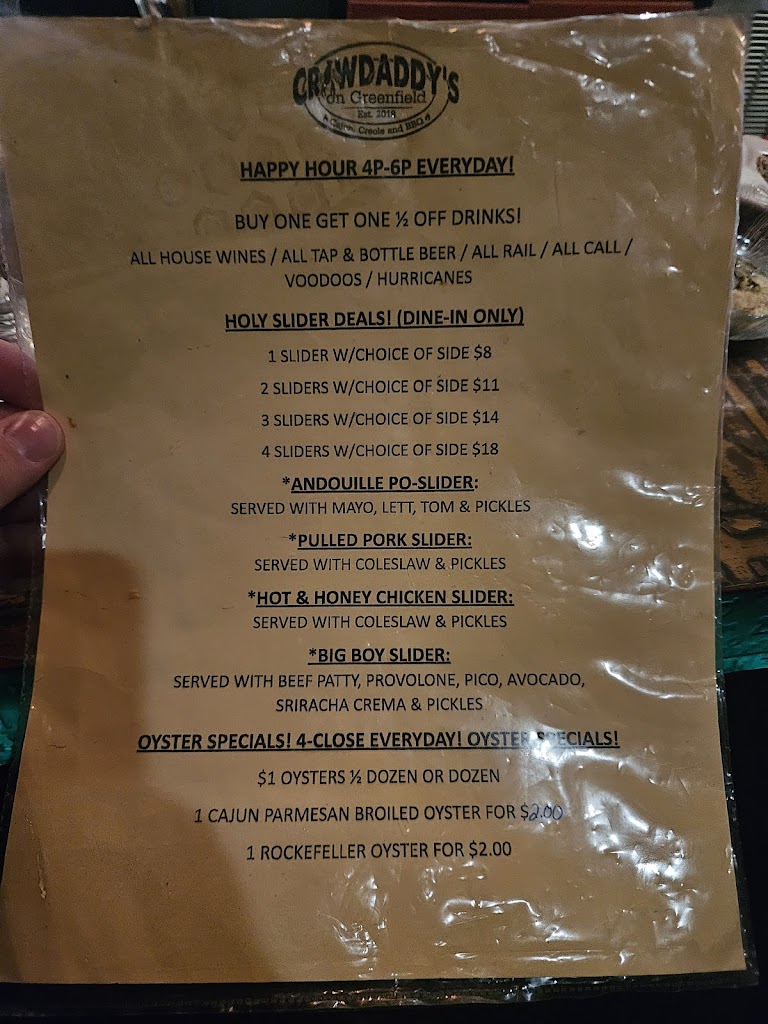 CRAWDADDY'S
on Greenfield
Est. 2018
Cajun, Creole and BBQ
HAPPY HOUR 4P-6P EVERYDAY!
BUY ONE GET ONE ½ OFF DRINKS!
ALL HOUSE WINES / ALL TAP & BOTTLE BEER / ALL RAIL / ALL CALL /
VOODOOS / HURRICANES
HOLY SLIDER DEALS! (DINE-IN ONLY)
1 SLIDER W/CHOICE OF SIDE $8
2 SLIDERS W/CHOICE OF SIDE $11
3 SLIDERS W/CHOICE OF SIDE $14
4 SLIDERS W/CHOICE OF SIDE $18
*ANDOUILLE PO-SLIDER:
SERVED WITH MAYO, LETT, TOM & PICKLES
*PULLED PORK SLIDER:
SERVED WITH COLESLAW & PICKLES
*HOT & HONEY CHICKEN SLIDER:
SERVED WITH COLESLAW & PICKLES
*BIG BOY SLIDER:
SERVED WITH BEEF PATTY, PROVOLONE, PICO, AVOCADO,
SRIRACHA CREMA & PICKLES
OYSTER SPECIALS! 4-CLOSE EVERYDAY! OYSTER SPECIALS!
$1 OYSTERS ½ DOZEN OR DOZEN
1 CAJUN PARMESAN BROILED OYSTER FOR $2.00
1 ROCKEFELLER OYSTER FOR $2.00